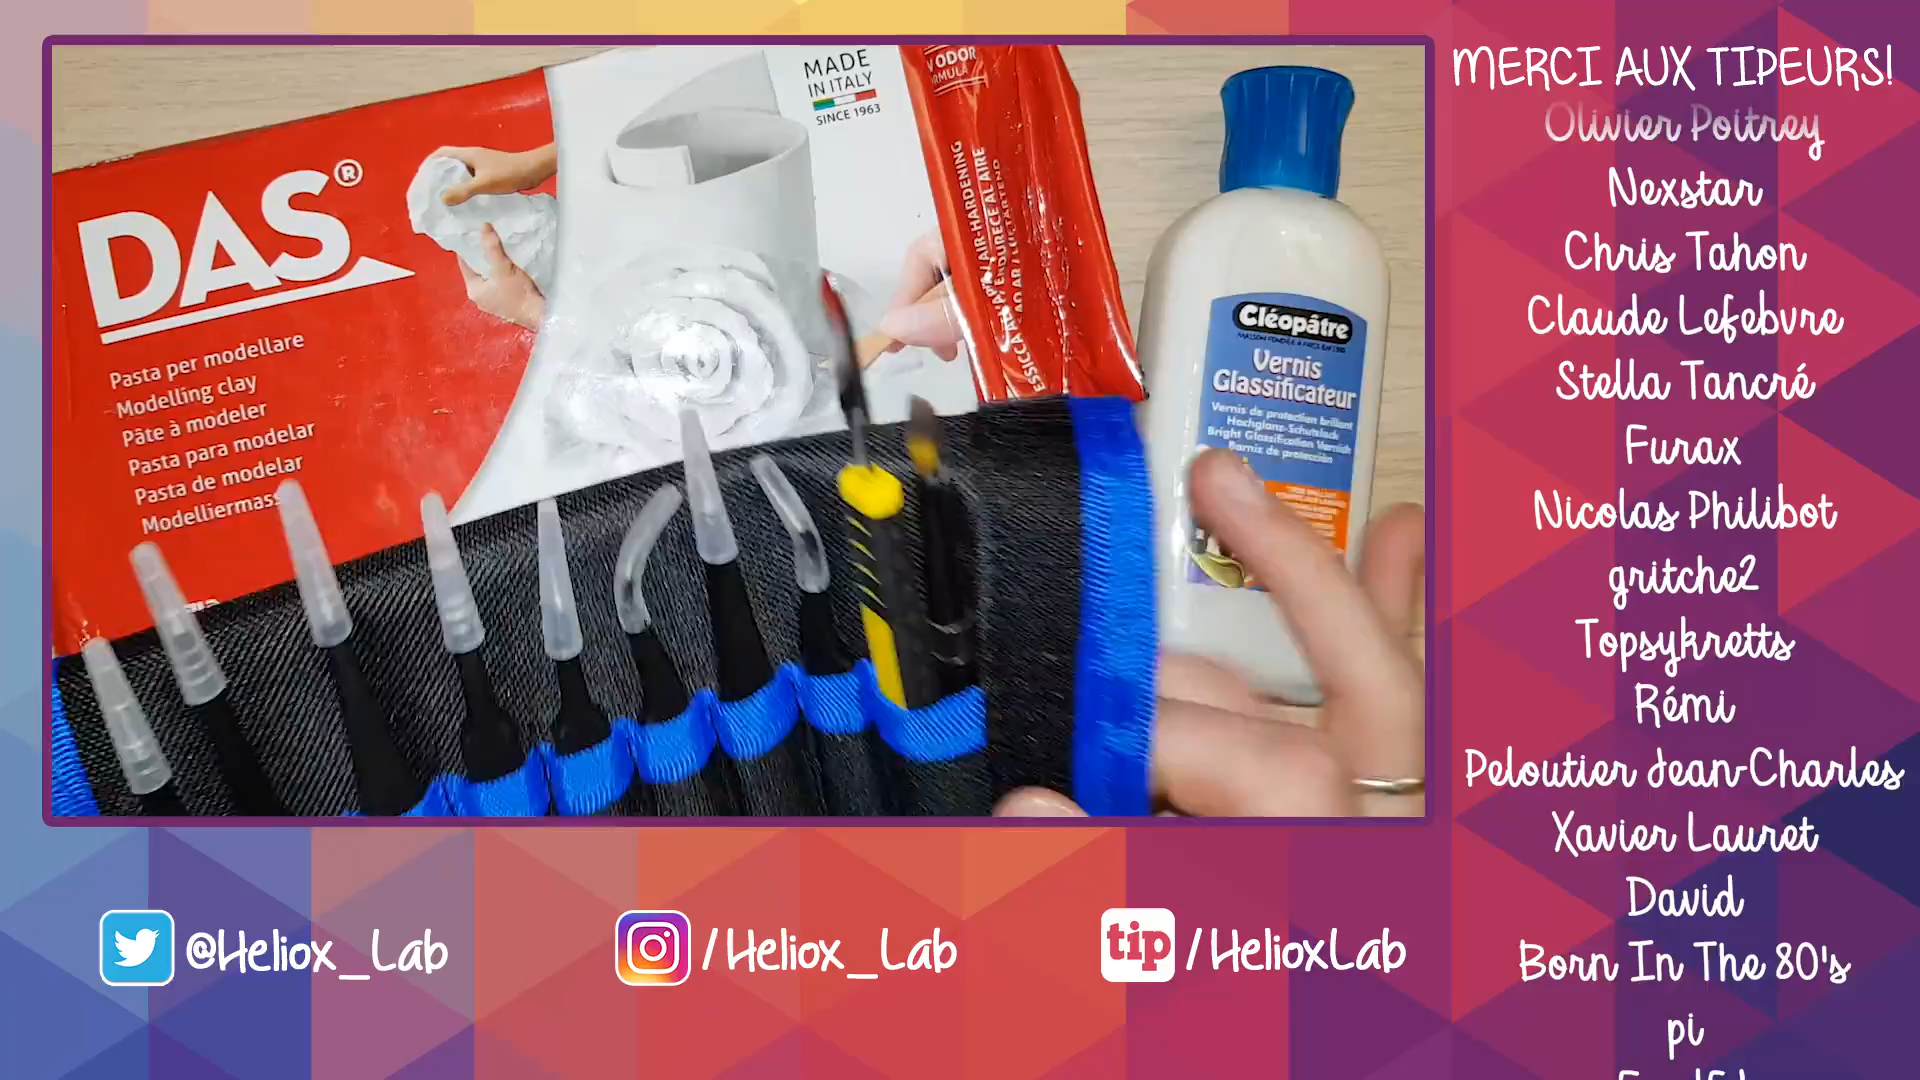 MERCI AUX TIPEURS!
Olivier Poitrey
Nexstar
Chris Tahon
Claude Lefebvre
Stella Tancré
Furax
Nicolas Philibot
gritche2
Topsykretts
Rémi
Peloutier Jean-Charles
Xavier Lauret
David
Born In The 80's
pi
DAS®
Pasta per modellare
Modelling clay
Pâte à modeler
Pasta para modelar
Pasta de modelar
MADE
IN ITALY
SINCE 1963
ODOR
AIR-HARDENING
Cléopâtre
Vernis
Glassificateur
Vernis de protection brillant
Hochglanz-Schutzlack
Bright Glassification Varnish
Barniz de protección
@Heliox_Lab
/Heliox_Lab
tip
/HelioxLab